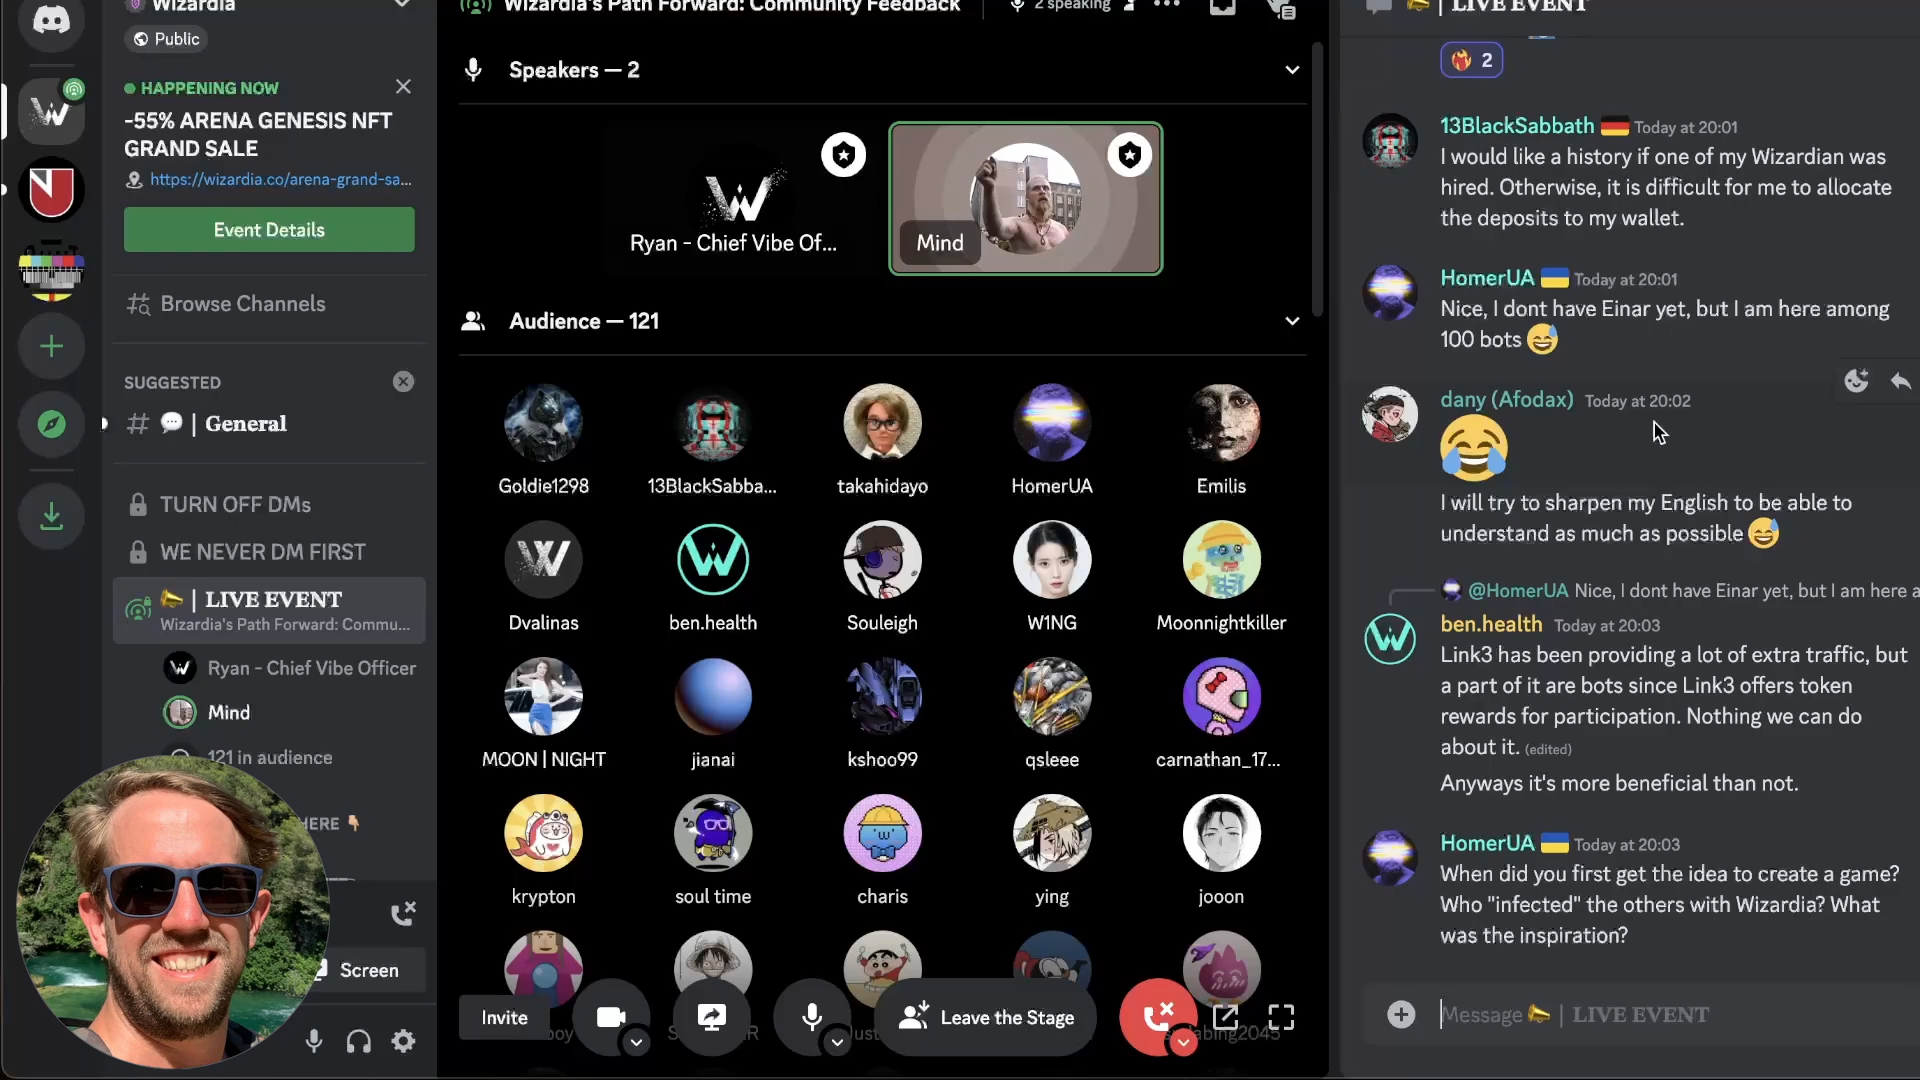 Wizardia
Public
HAPPENING NOW
-55% ARENA GENESIS NFT
GRAND SALE
https://wizardia.co/arena-grand-sa...
Event Details
Browse Channels
SUGGESTED
# 💬 | General
TURN OFF DMs
WE NEVER DM FIRST
| LIVE EVENT
Wizardia's Path Forward: Commu...
Ryan - Chief Vibe Officer
Mind
121 in audience
HERE 👇🏼
Screen
Wizardia's Path Forward: Community Feedback
2 speaking
Speakers — 2
Ryan - Chief Vibe Of...
Mind
Audience — 121
Goldie1298
13BlackSabba...
takahidayo
HomerUA
Emilis
Dvalinas
ben.health
Souleigh
W1NG
Moonnightkiller
MOON | NIGHT
jianai
kshoo99
qsleee
carnathan_17...
krypton
soul time
charis
ying
jooon
Invite
Leave the Stage
| LIVE EVENT
2
13BlackSabbath 🇩🇪 Today at 20:01
I would like a history if one of my Wizardian was
hired. Otherwise, it is difficult for me to allocate
the deposits to my wallet.
HomerUA 🇺🇦 Today at 20:01
Nice, I dont have Einar yet, but I am here among
100 bots 😅
dany (Afodax) Today at 20:02
😂
I will try to sharpen my English to be able to
understand as much as possible 😅
@HomerUA Nice, I dont have Einar yet, but I am here a
ben.health Today at 20:03
Link3 has been providing a lot of extra traffic, but
a part of it are bots since Link3 offers token
rewards for participation. Nothing we can do
about it. (edited)
Anyways it's more beneficial than not.
HomerUA 🇺🇦 Today at 20:03
When did you first get the idea to create a game?
Who "infected" the others with Wizardia? What
was the inspiration?
Message | LIVE EVENT